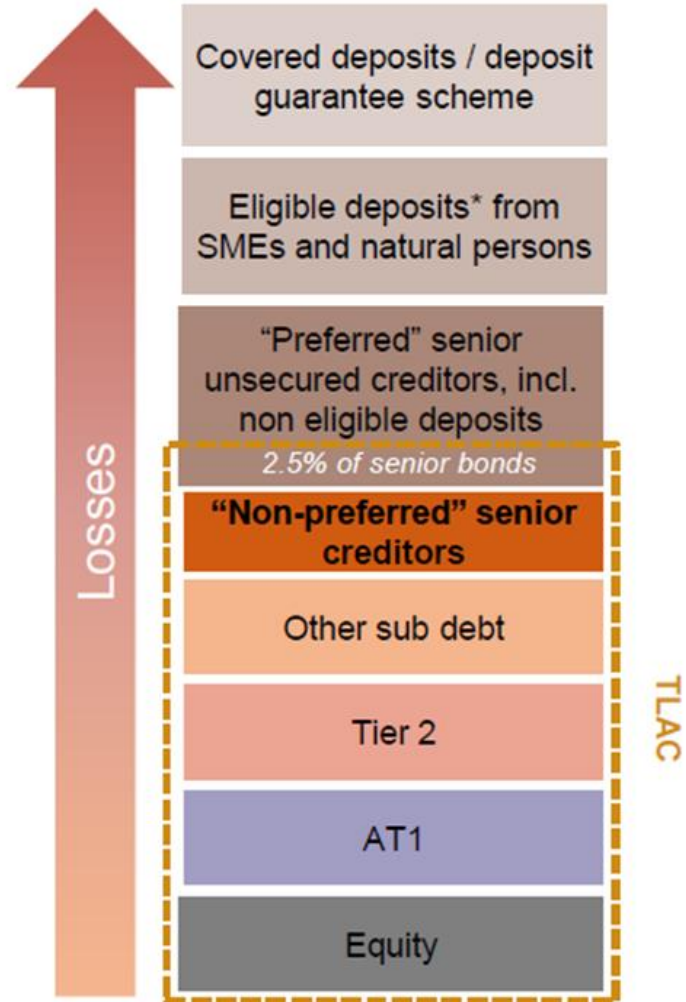 Covered deposits / deposit
guarantee scheme
Eligible deposits* from
SMEs and natural persons
“Preferred” senior
unsecured creditors, incl.
non eligible deposits
2.5% of senior bonds
“Non-preferred” senior
creditors
Other sub debt
Tier 2
AT1
Equity
Losses
TLAC